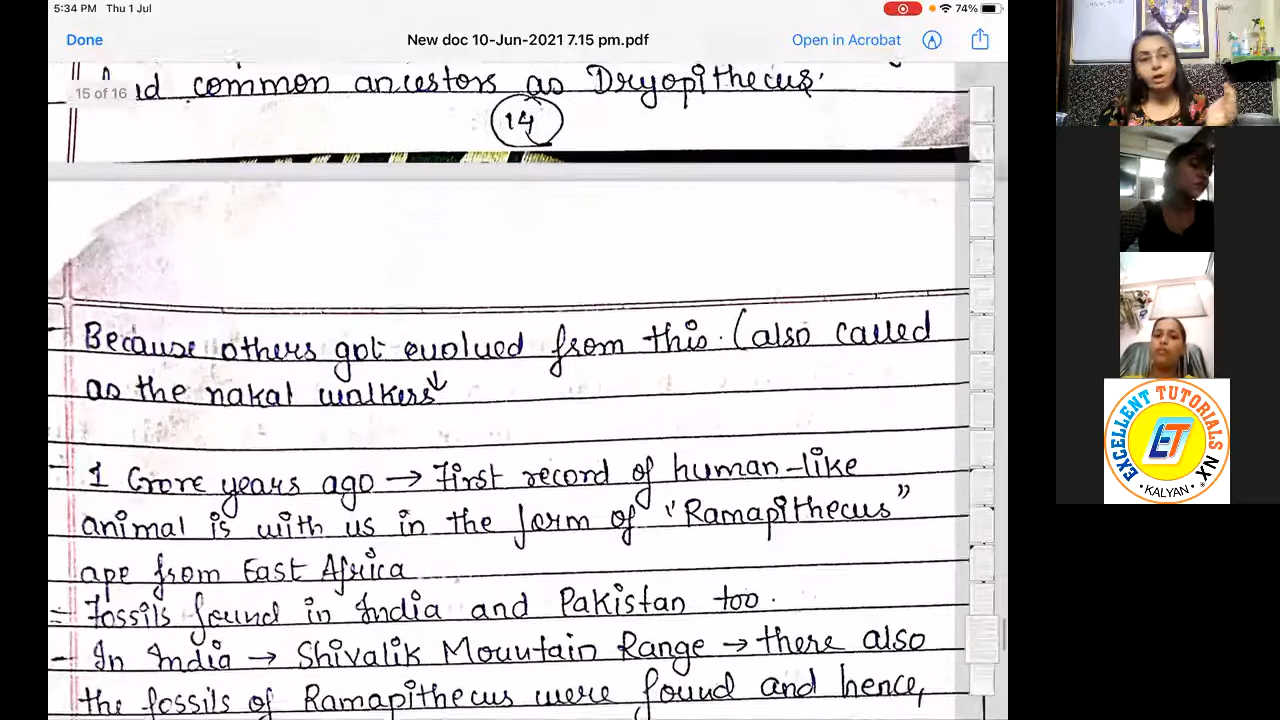 5:34 PM Thu 1 Jul
74%
Done
New doc 10-Jun-2021 7.15 pm.pdf
Open in Acrobat
15 of 16
common ancestors as Dryopithecus.
14
- Because others got evolved from this. (also called
as the nakal walkers
- 1 Crore years ago → First record of human-like
animal is with us in the form of "Ramapithecus"
ape from East Africa
= Fossils found in India and Pakistan too.
- In India → Shivalik Mountain Range → there also
the fossils of Ramapithecus were found and hence,
EXCELLENT TUTORIALS
ET
KALYAN